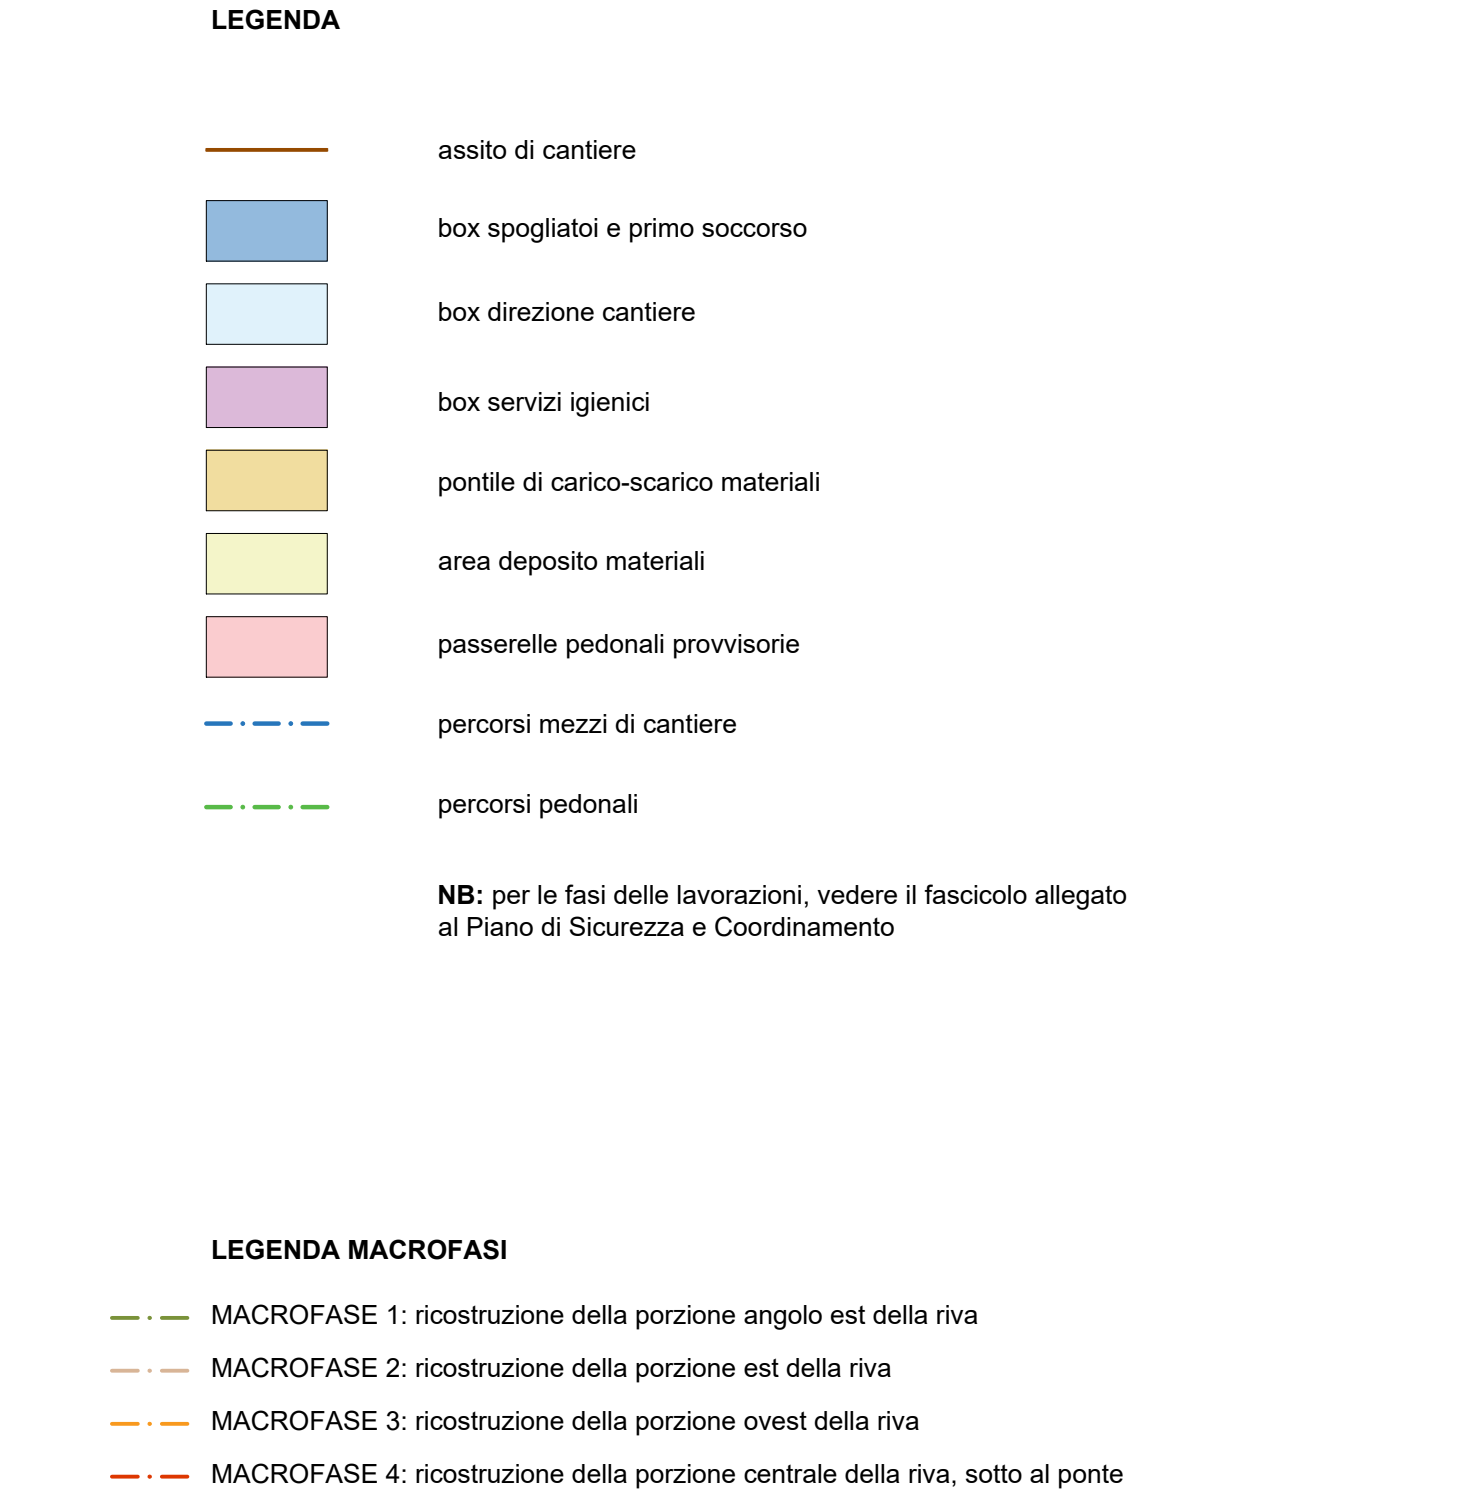 LEGENDA
assito di cantiere
box spogliatoi e primo soccorso
box direzione cantiere
box servizi igienici
pontile di carico-scarico materiali
area deposito materiali
passerelle pedonali provvisorie
percorsi mezzi di cantiere
percorsi pedonali
NB: per le fasi delle lavorazioni, vedere il fascicolo allegato
al Piano di Sicurezza e Coordinamento
LEGENDA MACROFASI
MACROFASE 1: ricostruzione della porzione angolo est della riva
MACROFASE 2: ricostruzione della porzione est della riva
MACROFASE 3: ricostruzione della porzione ovest della riva
MACROFASE 4: ricostruzione della porzione centrale della riva, sotto al ponte